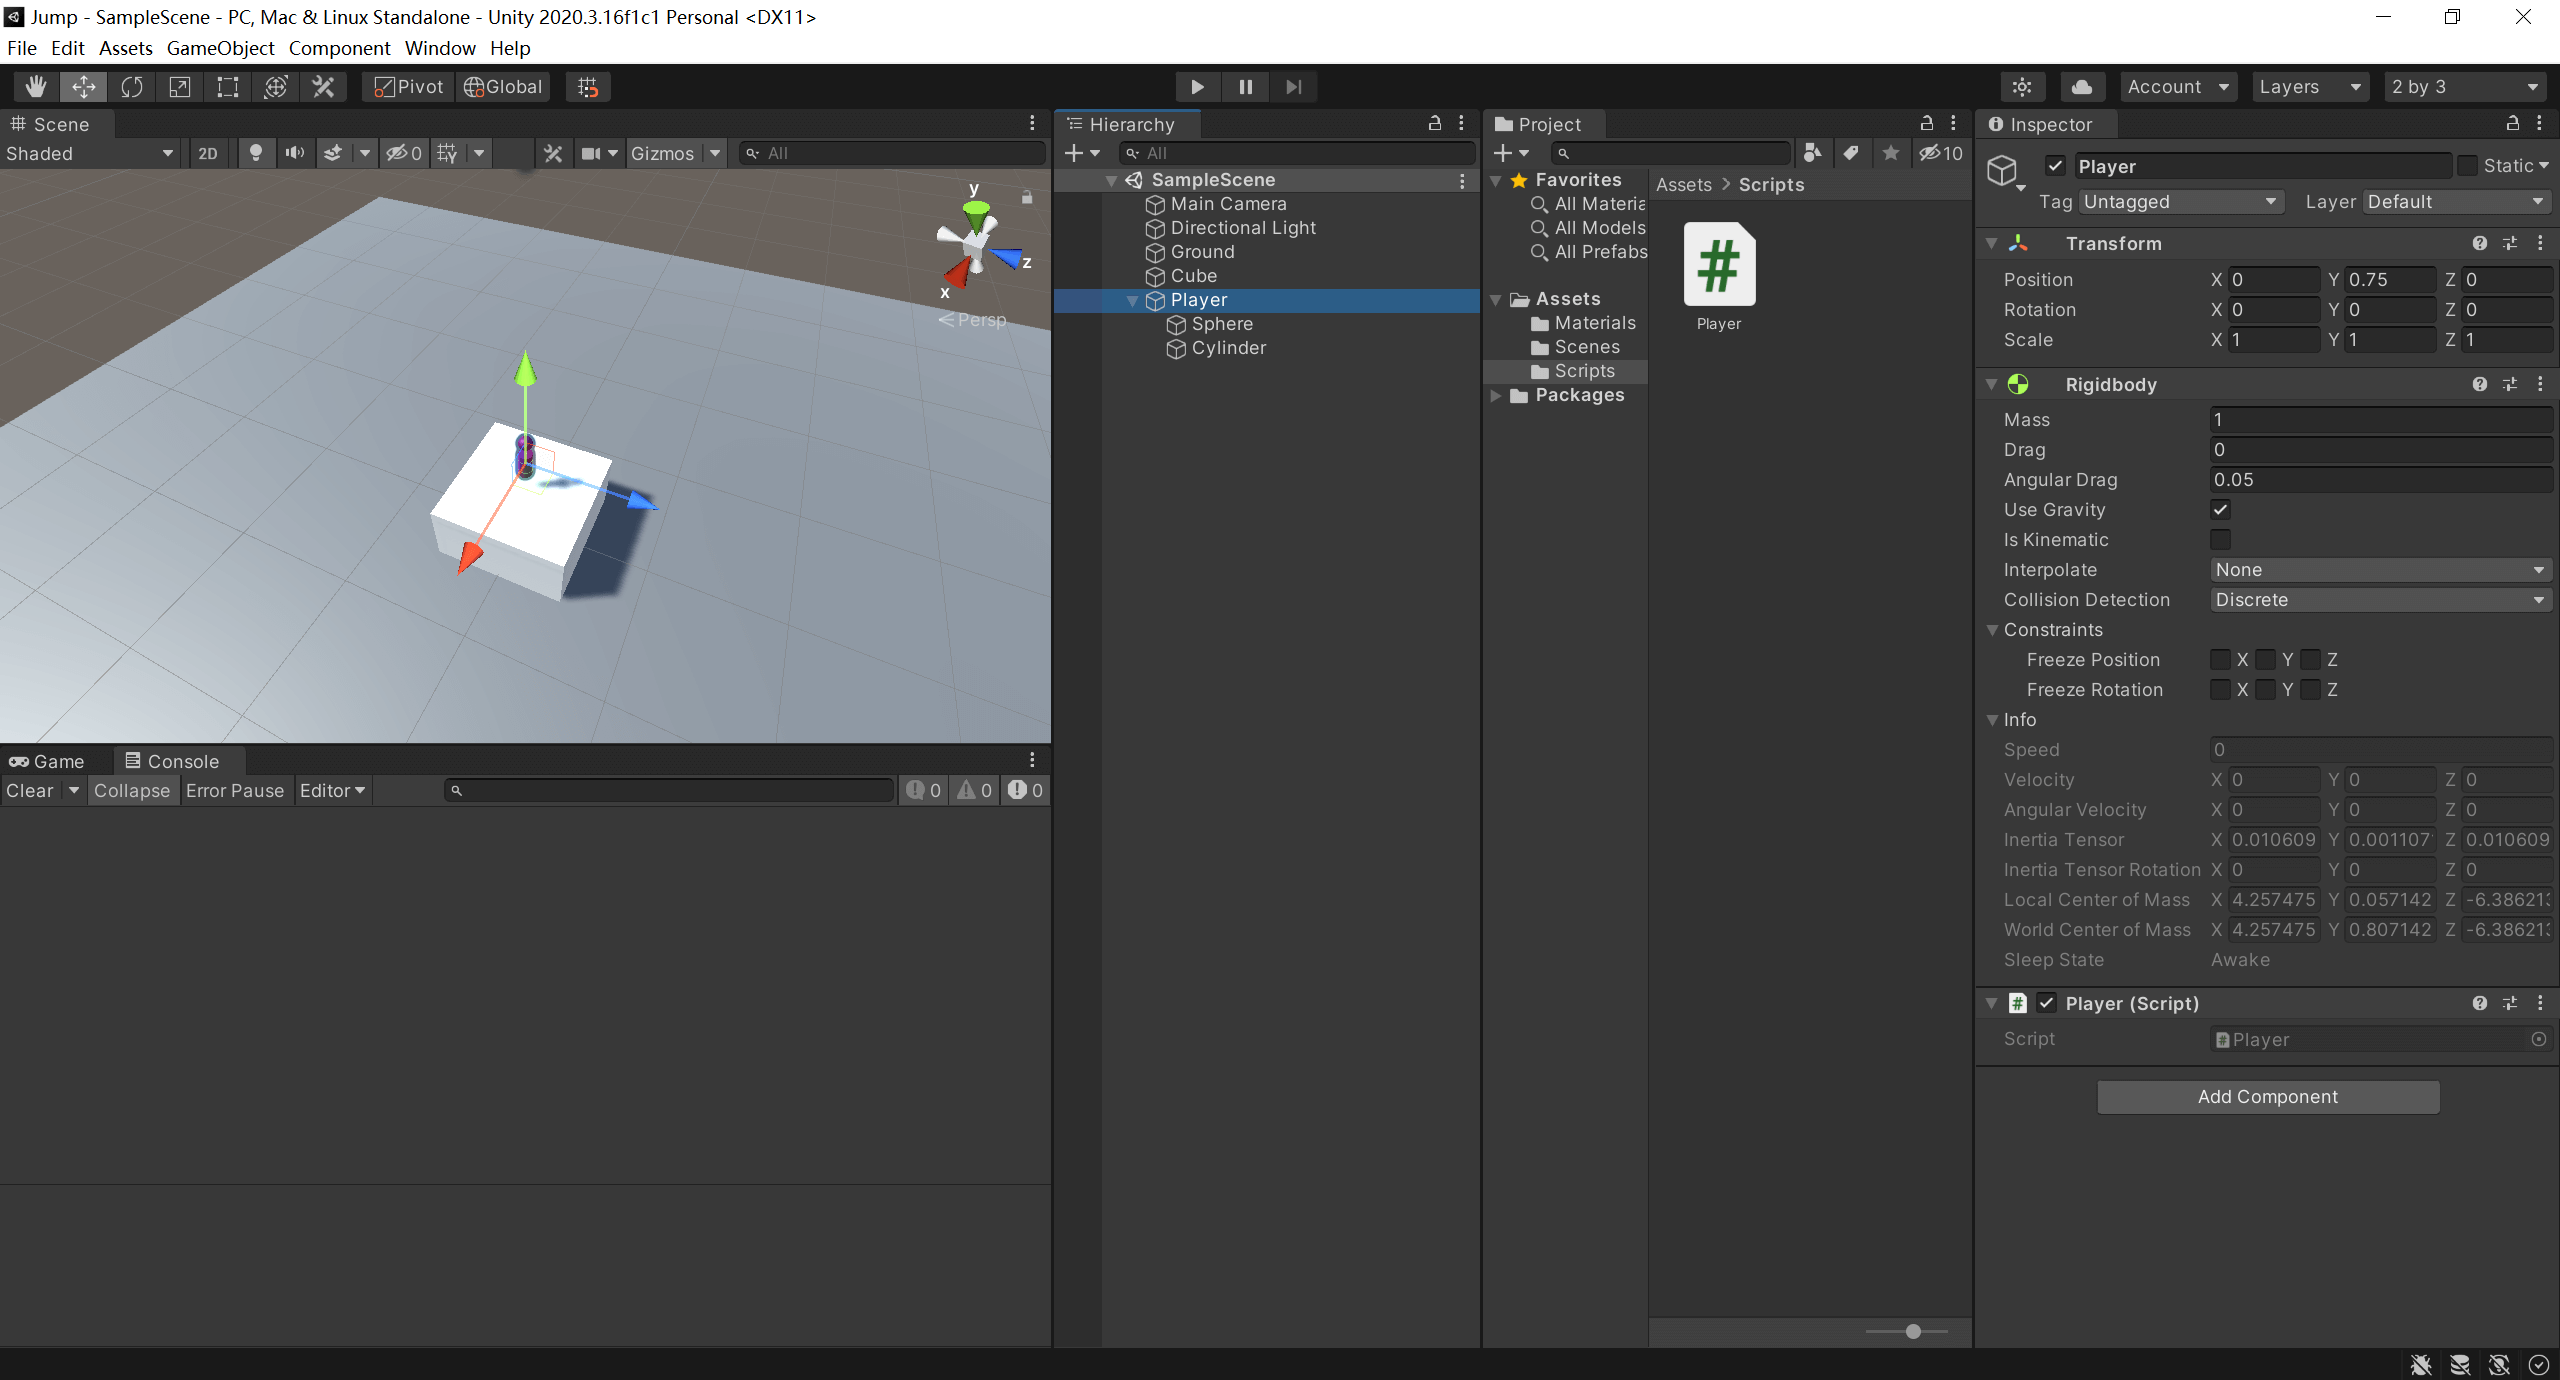 Jump - SampleScene - PC, Mac & Linux Standalone - Unity 2020.3.16f1c1 Personal <DX11>
File Edit Assets GameObject Component Window Help
Pivot Global Account Layers 2 by 3
Scene
Shaded 2D 0 Gizmos All
y
z
x
Persp
Game Console
Clear Collapse Error Pause Editor 0 0 0
Hierarchy
All
SampleScene
Main Camera
Directional Light
Ground
Cube
Player
Sphere
Cylinder
Project
10
Favorites
All Materia
All Models
All Prefabs
Assets
Materials
Scenes
Scripts
Packages
Assets > Scripts
#
Player
Inspector
Player Static
Tag Untagged Layer Default
Transform
Position X 0 Y 0.75 Z 0
Rotation X 0 Y 0 Z 0
Scale X 1 Y 1 Z 1
Rigidbody
Mass 1
Drag 0
Angular Drag 0.05
Use Gravity
Is Kinematic
Interpolate None
Collision Detection Discrete
Constraints
Freeze Position X Y Z
Freeze Rotation X Y Z
Info
Speed 0
Velocity X 0 Y 0 Z 0
Angular Velocity X 0 Y 0 Z 0
Inertia Tensor X 0.010609 Y 0.001107 Z 0.010609
Inertia Tensor Rotation X 0 Y 0 Z 0
Local Center of Mass X 4.257475 Y 0.057142 Z -6.386213
World Center of Mass X 4.257475 Y 0.807142 Z -6.386213
Sleep State Awake
# Player (Script)
Script # Player
Add Component